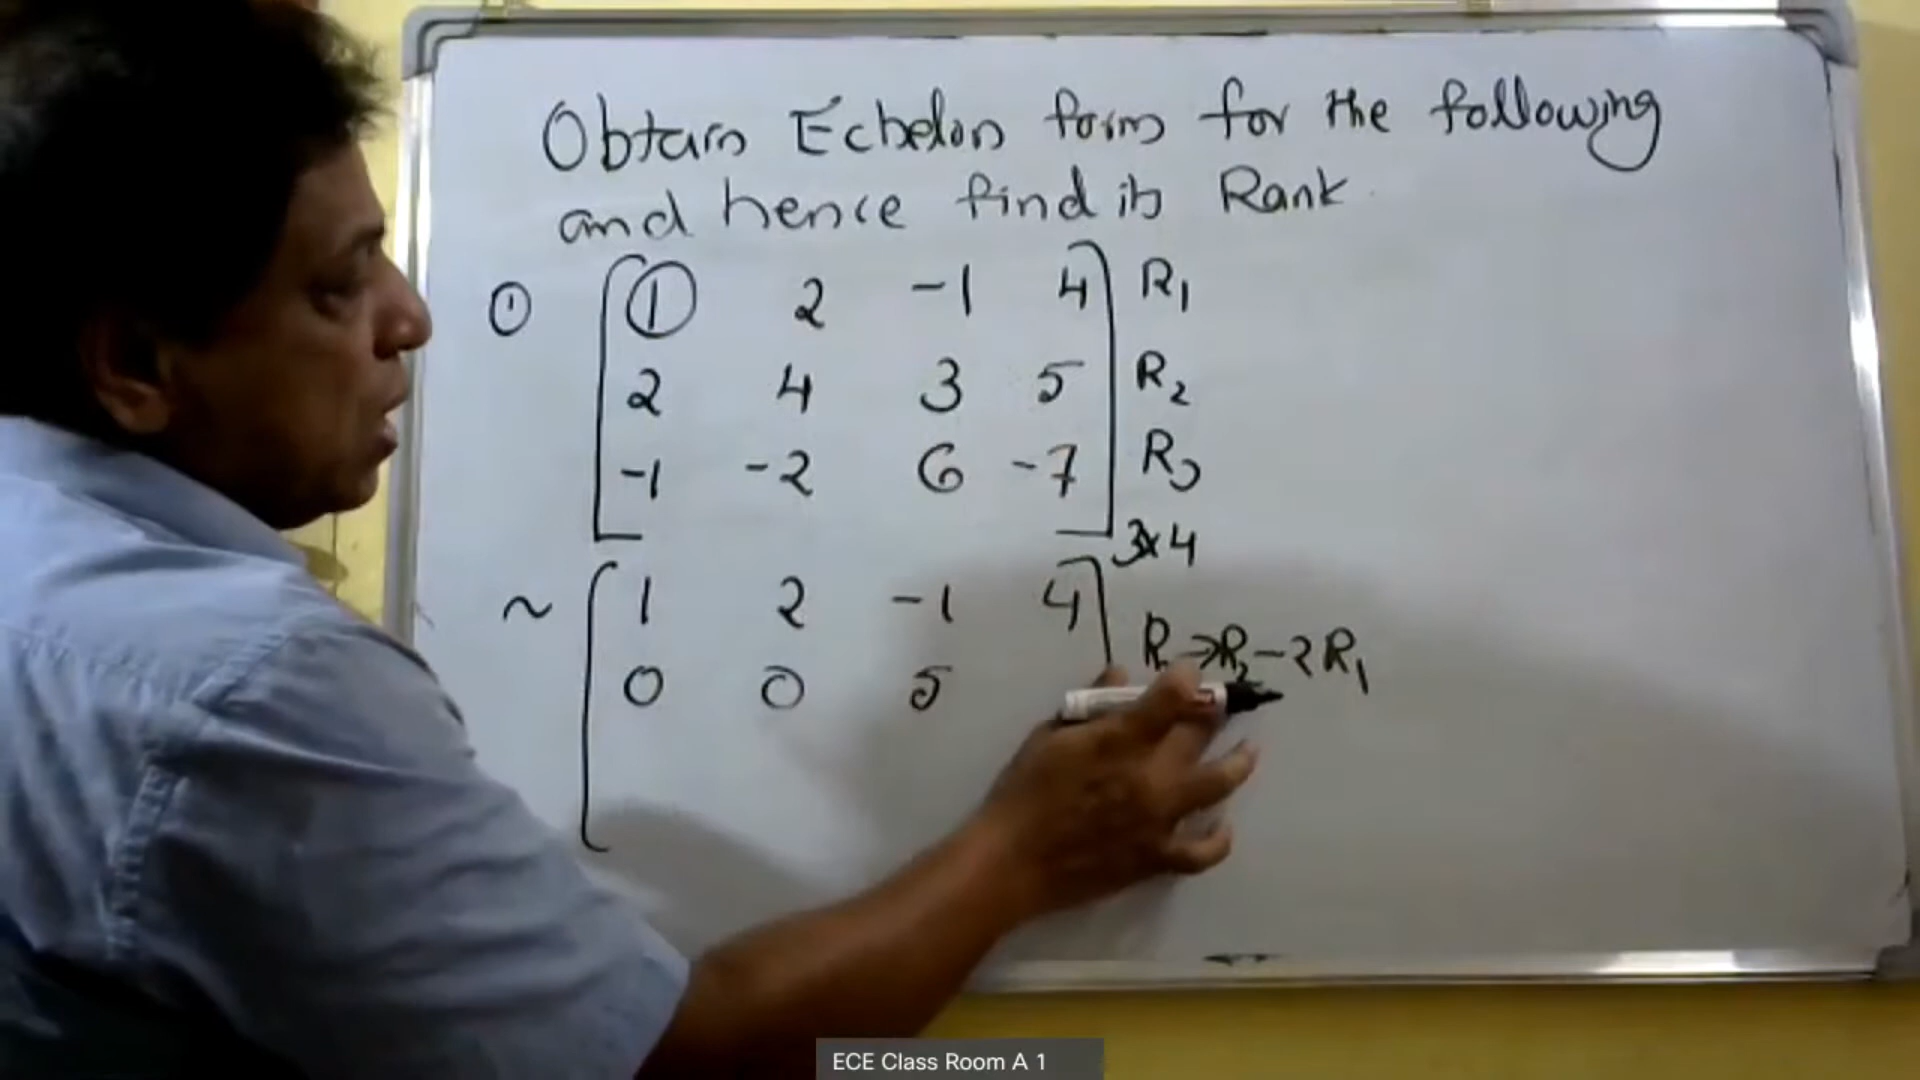 Obtain Echelon form for the following
and hence find its Rank.
① [ 1 2 -1 4 ] R1
2 4 3 5 R2
-1 -2 6 -7 R3
3x4
~ [ 1 2 -1 4 ]
R2 → R2 - 2R1
0 0 5
ECE Class Room A 1